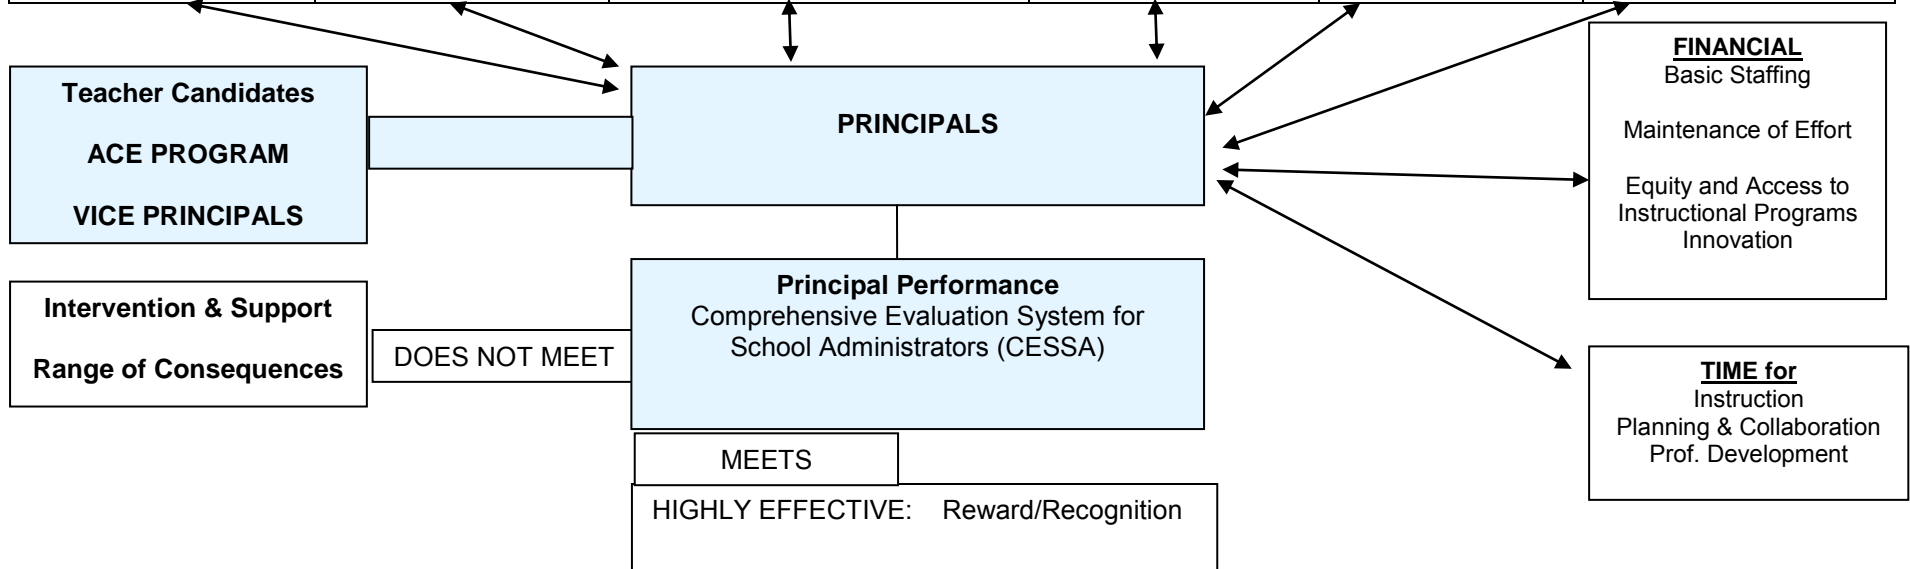 Teacher Candidates
ACE PROGRAM
VICE PRINCIPALS
PRINCIPALS
FINANCIAL
Basic Staffing
Maintenance of Effort
Equity and Access to
Instructional Programs
Innovation
Intervention & Support
Range of Consequences
DOES NOT MEET
Principal Performance
Comprehensive Evaluation System for
School Administrators (CESSA)
TIME for
Instruction
Planning & Collaboration
Prof. Development
MEETS
HIGHLY EFFECTIVE: Reward/Recognition